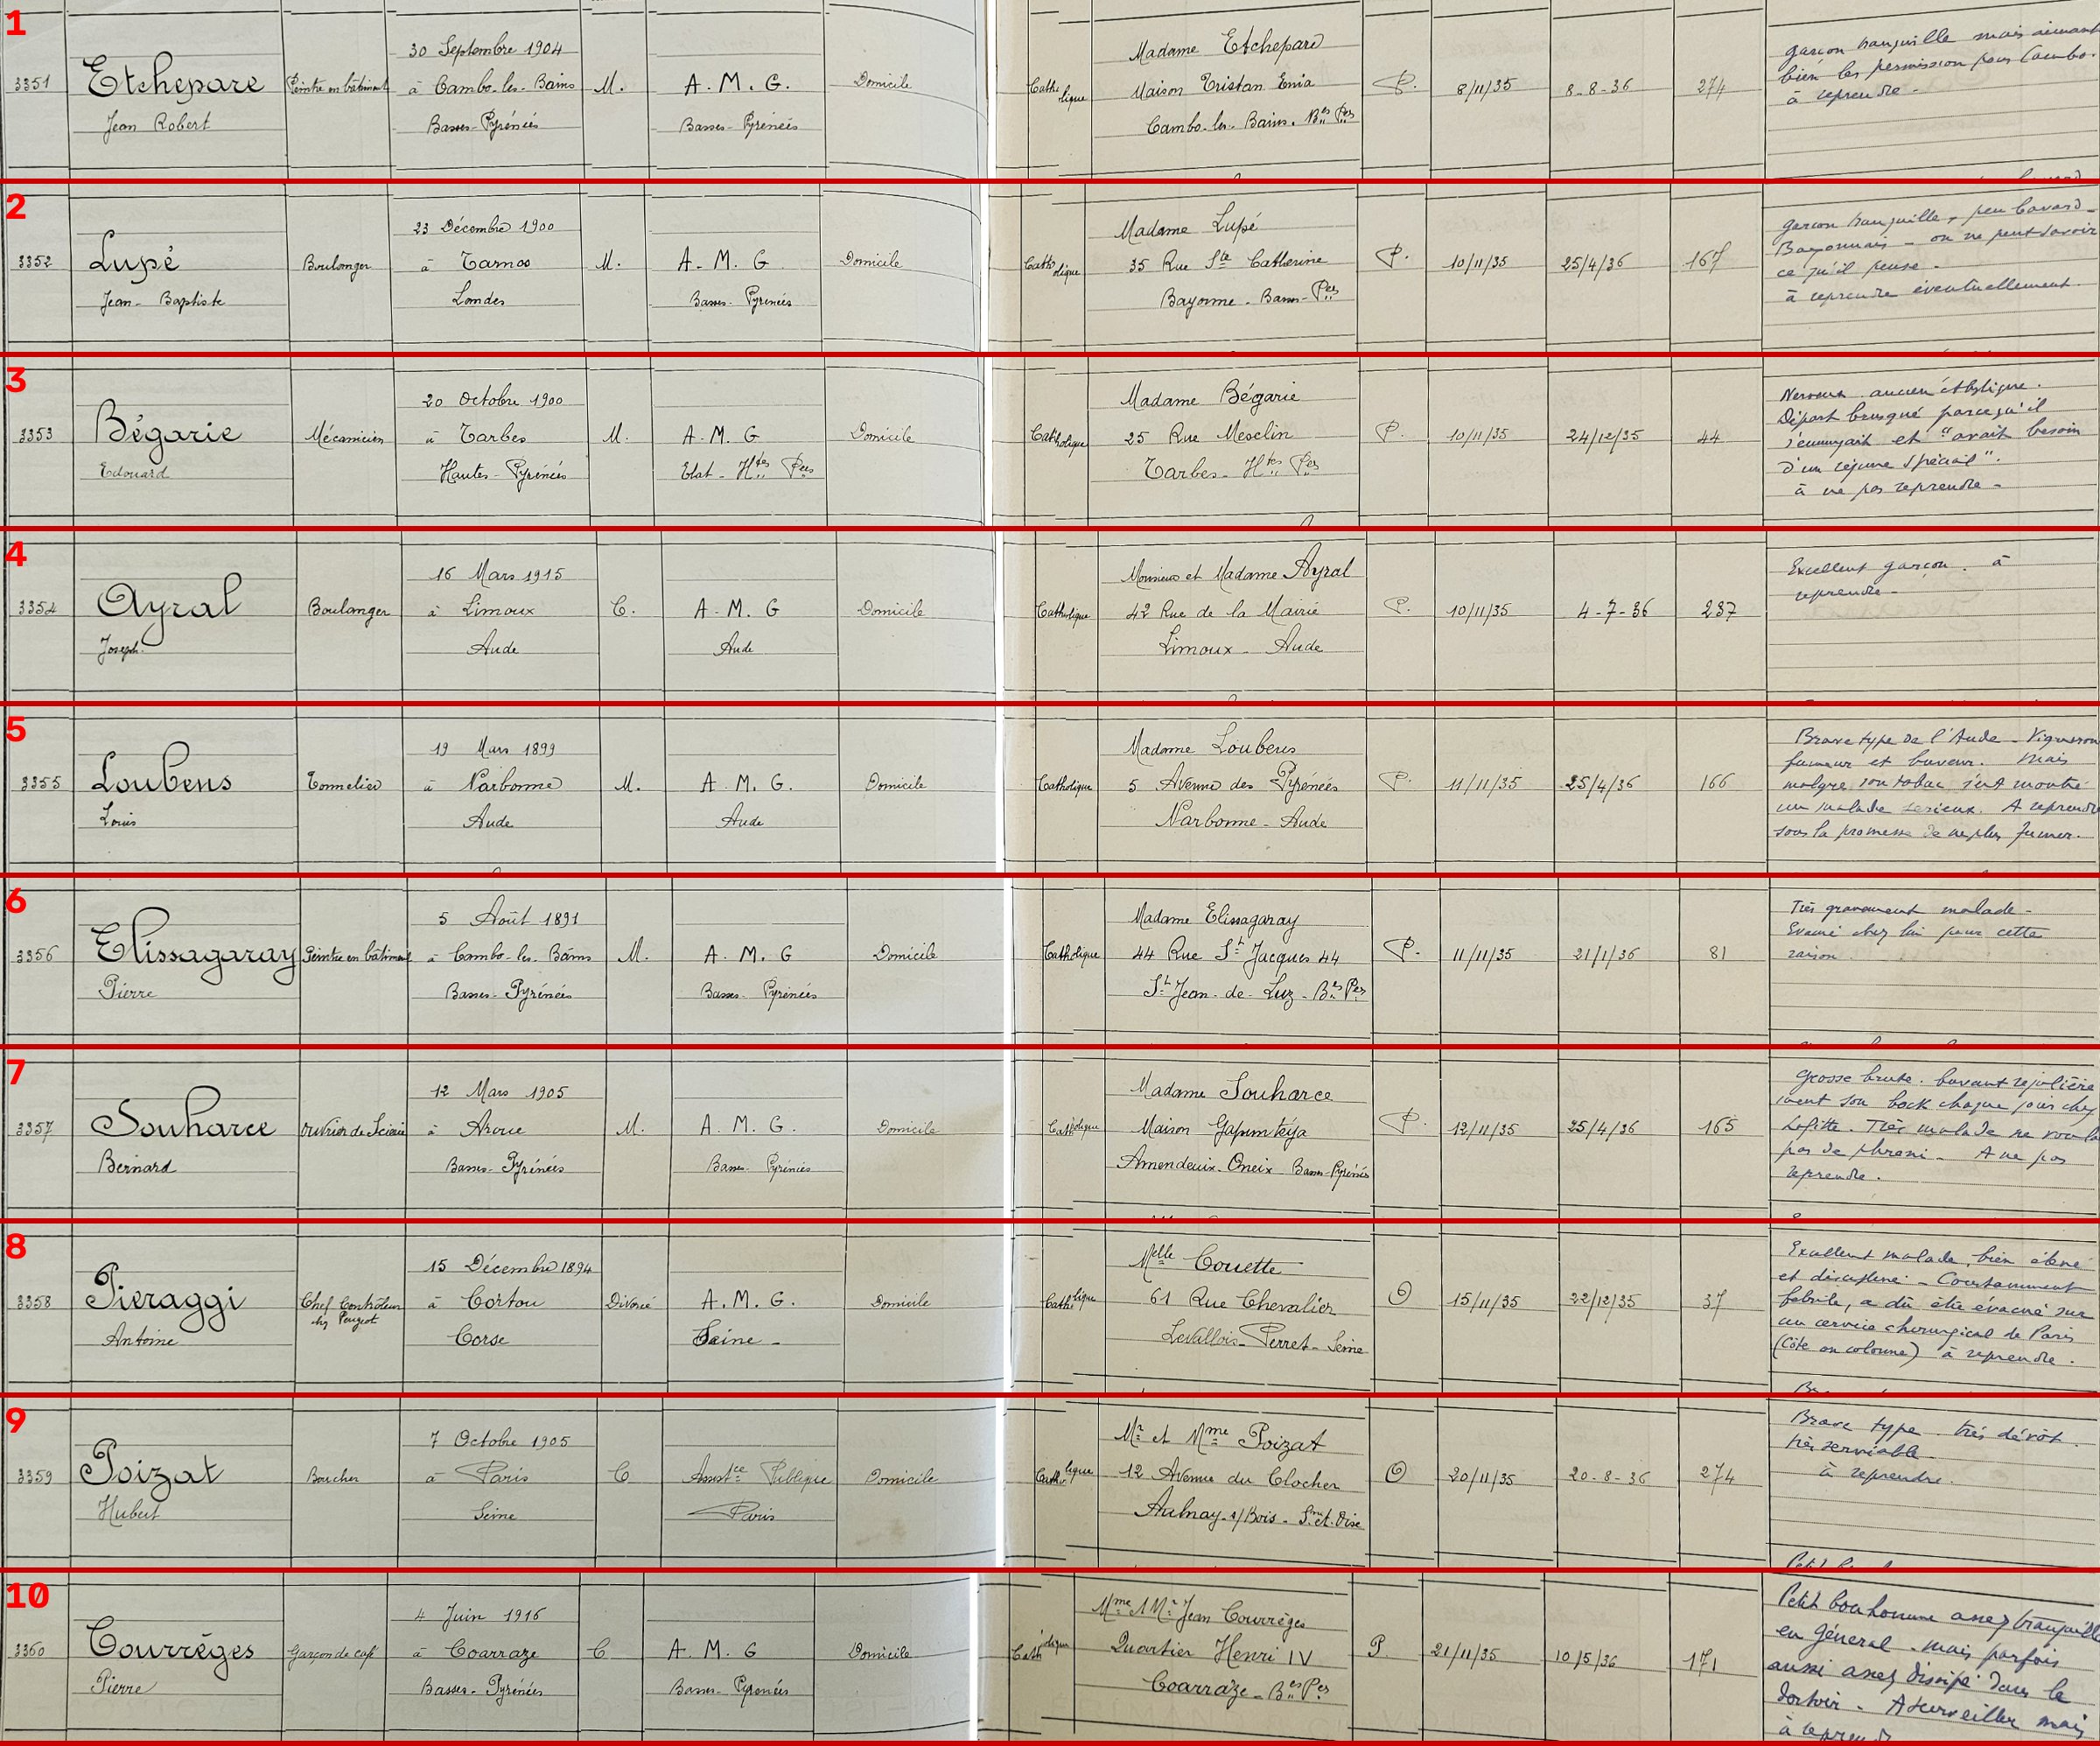 1
30 Septembre 1904
Madame Etchepare
garçon tranquille mais aimant
3351 Etchepare Peintre en bâtiment à Cambo-les-Bains M. A. M. G. Domicile Catholique Maison Tristan Enia P. 8/11/35 8-8-36 274 bien les permission pour Cambo.
Jean Robert Basses-Pyrénées Basses-Pyrénées Cambo-les-Bains. Bses Pees à reprendre.
2
23 Décembre 1900
Madame Lupé
garçon tranquille, peu bavard.
Bayonnais - on ne peut savoir
3352 Lupé Boulanger à Tarnos M. A. M. G Domicile Catholique 35 Rue Ste Catherine P. 10/11/35 25/4/36 167 ce qu'il pense.
Jean-Baptiste Landes Basses-Pyrénées Bayonne. Basses-Pees à reprendre éventuellement.
3
20 Octobre 1900
Madame Bégarie
Nerveux. ancien éthylique.
Départ brusqué parce qu'il
3353 Bégarie Mécanicien à Tarbes M. A. M. G Domicile Catholique 25 Rue Mesclin P. 10/11/35 24/12/35 44 s'ennuyait et "avait besoin
Edouard Hautes-Pyrénées Etat-Htes Pees Tarbes-Htes Pes d'un régime spécial".
à ne pas reprendre -
4
16 Mars 1915
Monsieur et Madame Ayral
Excellent garçon. à
3354 Ayral Boulanger à Limoux C. A-M. G Domicile Catholique 42 Rue de la Mairie P. 10/11/35 4-7-36 237 reprendre-
Joseph Aude Aude Limoux - Aude
5
19 Mars 1899
Madame Loubens
Brave type de l'Aude - Vigneron
fumeur et buveur. Mais
3355 Loubens Tonnelier à Narbonne M. A. M. G. Domicile Catholique 5 Avenue des Pyrénées P. 11/11/35 25/4/36 166 malgré son tabac s'est montré
Louis Aude Aude Narbonne - Aude un malade sérieux. A reprendre
sous la promesse de ne plus fumer.
6
5 Août 1891
Madame Elissagaray
Très gravement malade -
Evacué chez lui pour cette
3356 Elissagaray Peintre en bâtiment à Cambo-les-Bains M. A. M. G Domicile Catholique 44 Rue St Jacques 44 P. 11/11/35 21/1/36 81 raison
Pierre Basses-Pyrénées Basses-Pyrénées St Jean-de-Luz-Bes Pes
7
12 Mars 1905
Madame Souharce
Grosse brute. buvant régulière
ment son bock chaque jour chez
3357 Souharce Ouvrier de Scierie à Aroue M. A. M. G. Domicile Catholique Maison P. 12/11/35 25/4/36 165 Lafitte. Très malade ne voula
Bernard Basses-Pyrénées Basses-Pyrénées Amendeuix-Oneix Basses-Pyrénées pas de phréni - A ne pas
reprendre.
8
15 Décembre 1894
Melle Couette
Excellent malade, bien élevé
et discipliné - Constamment
3358 Pieraggi Chef Contrôleur chez Peugeot à Cortou Divorcé A. M. G. Domicile Catholique 61 Rue Chevalier O 15/11/35 22/12/35 37 fébrile, a dû être évacué sur
Antoine Corse Seine - Levallois-Perret-Seine un service chirurgical de Paris
(Côte en colonne) à reprendre.
9
7 Octobre 1905
Mr et Mme Poizat
Brave type. très dévôt.
très serviable
3359 Poizat Boucher à Paris C Assistce Publique Domicile Catholique 12 Avenue du Clocher O 20/11/35 20-8-36 274 à reprendre.
Hubert Seine Paris Aulnay-s/Bois-Sne et Oise
10
4 Juin 1916
Mme Mr Jean Courrèges
Petit bonhomme assez tranquille
en général - mais parfois
3360 Courrèges Garçon de café à Coarraze C A. M. G Domicile Catholique Quartier Henri IV P. 21/11/35 10/5/36 171 aussi assez dissipé dans le
Pierre Basses-Pyrénées Basses-Pyrénées Coarraze-Bes Pes dortoir - A surveiller mais
à reprend